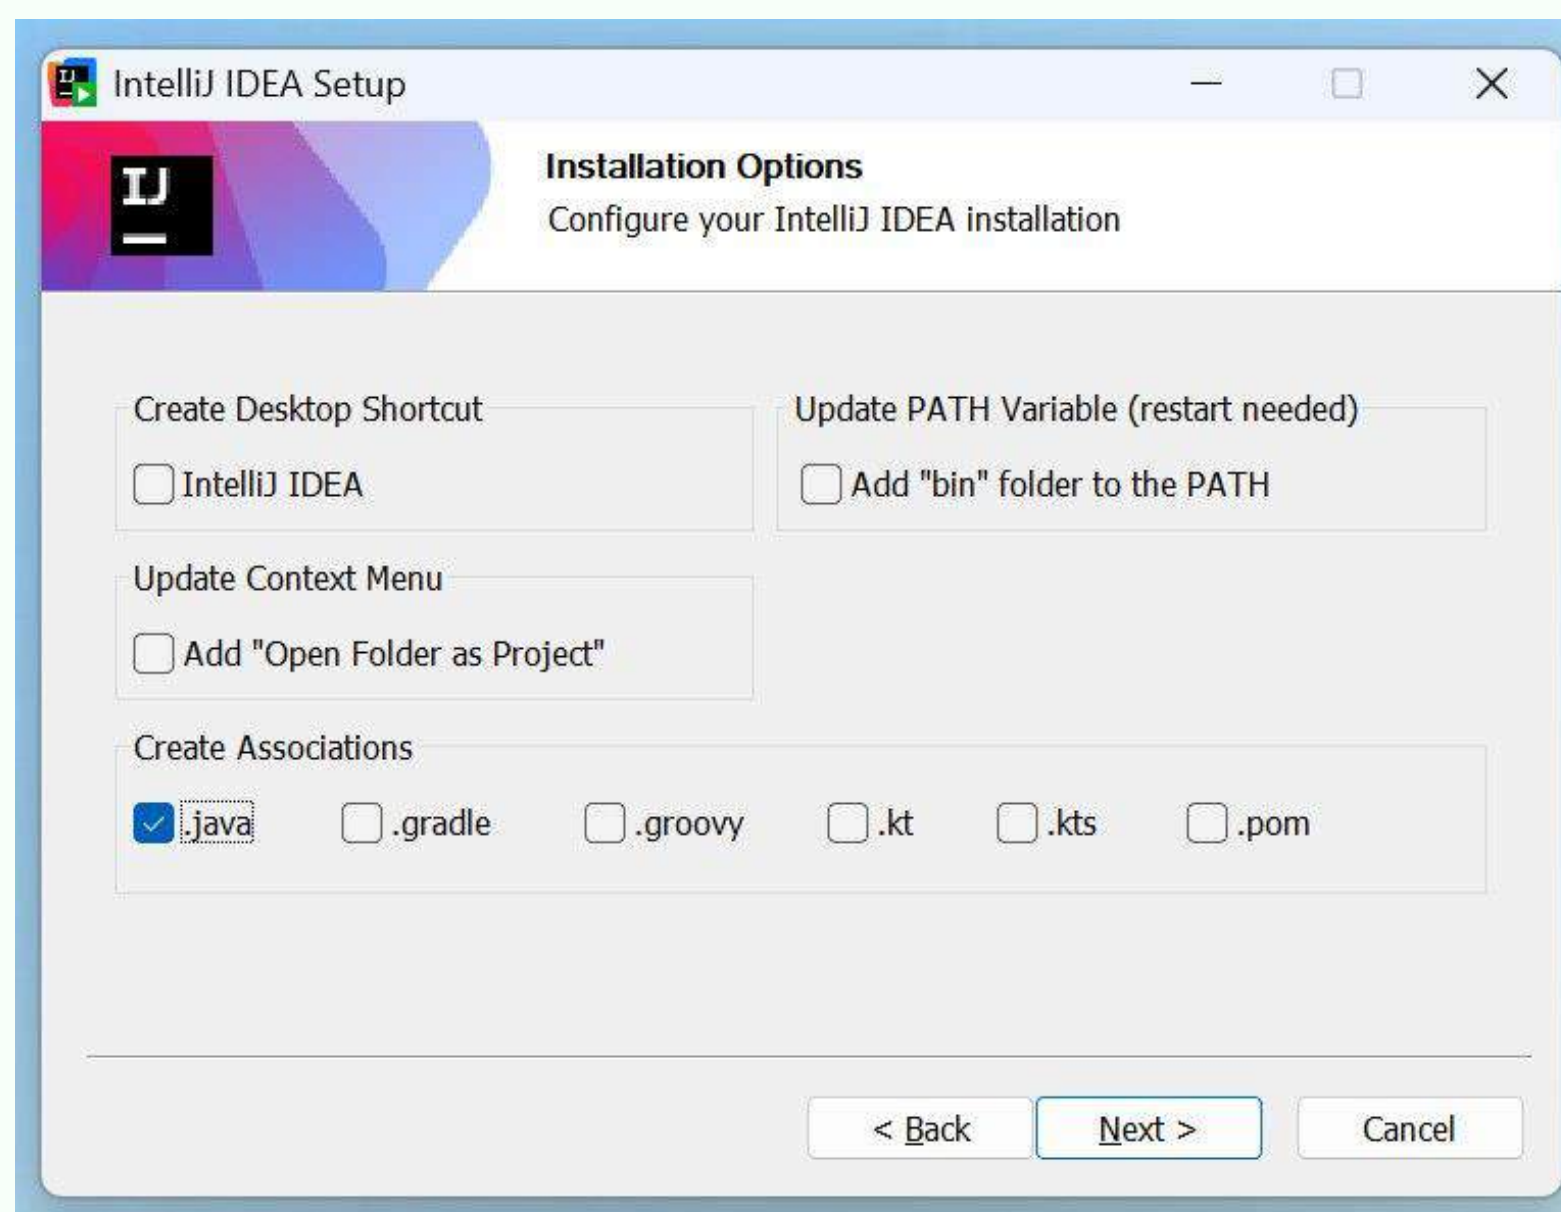 IntelliJ IDEA Setup
IJ
Installation Options
Configure your IntelliJ IDEA installation
Create Desktop Shortcut
IntelliJ IDEA
Update PATH Variable (restart needed)
Add "bin" folder to the PATH
Update Context Menu
Add "Open Folder as Project"
Create Associations
.java .gradle .groovy .kt .kts .pom
< Back Next > Cancel